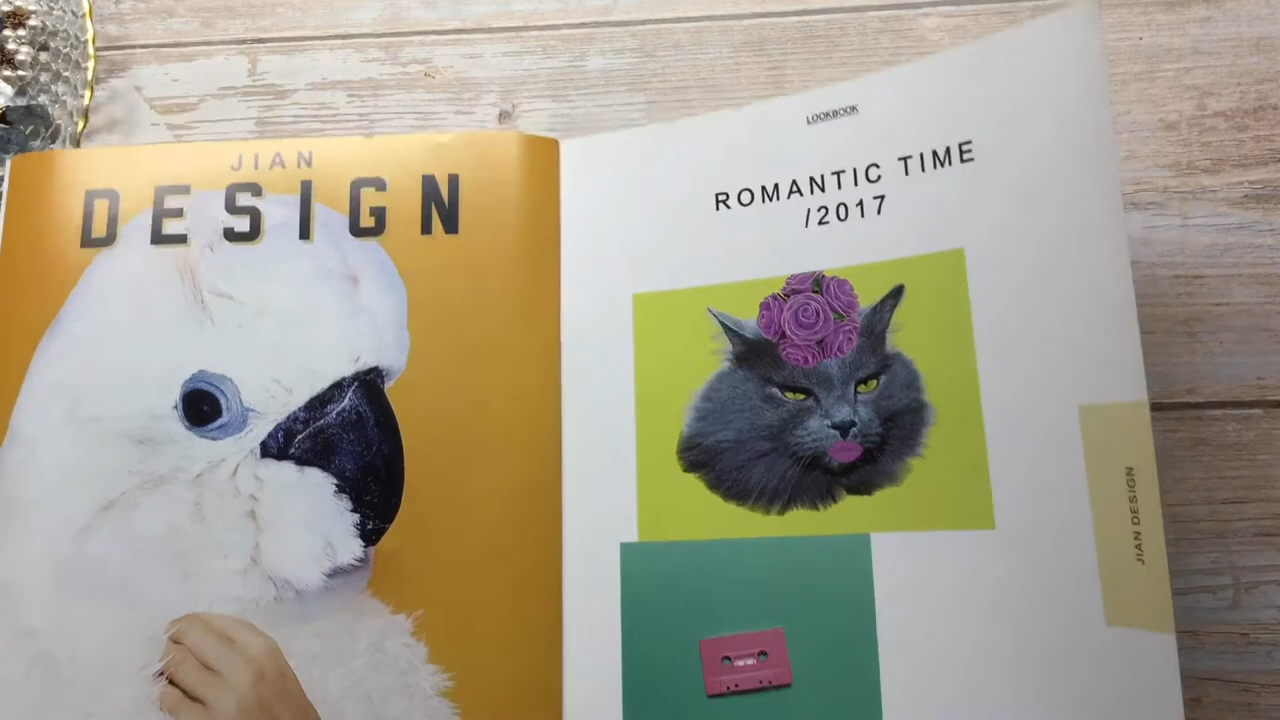 JIAN
DESIGN
LOOKBOOK
ROMANTIC TIME
/2017
JIAN DESIGN